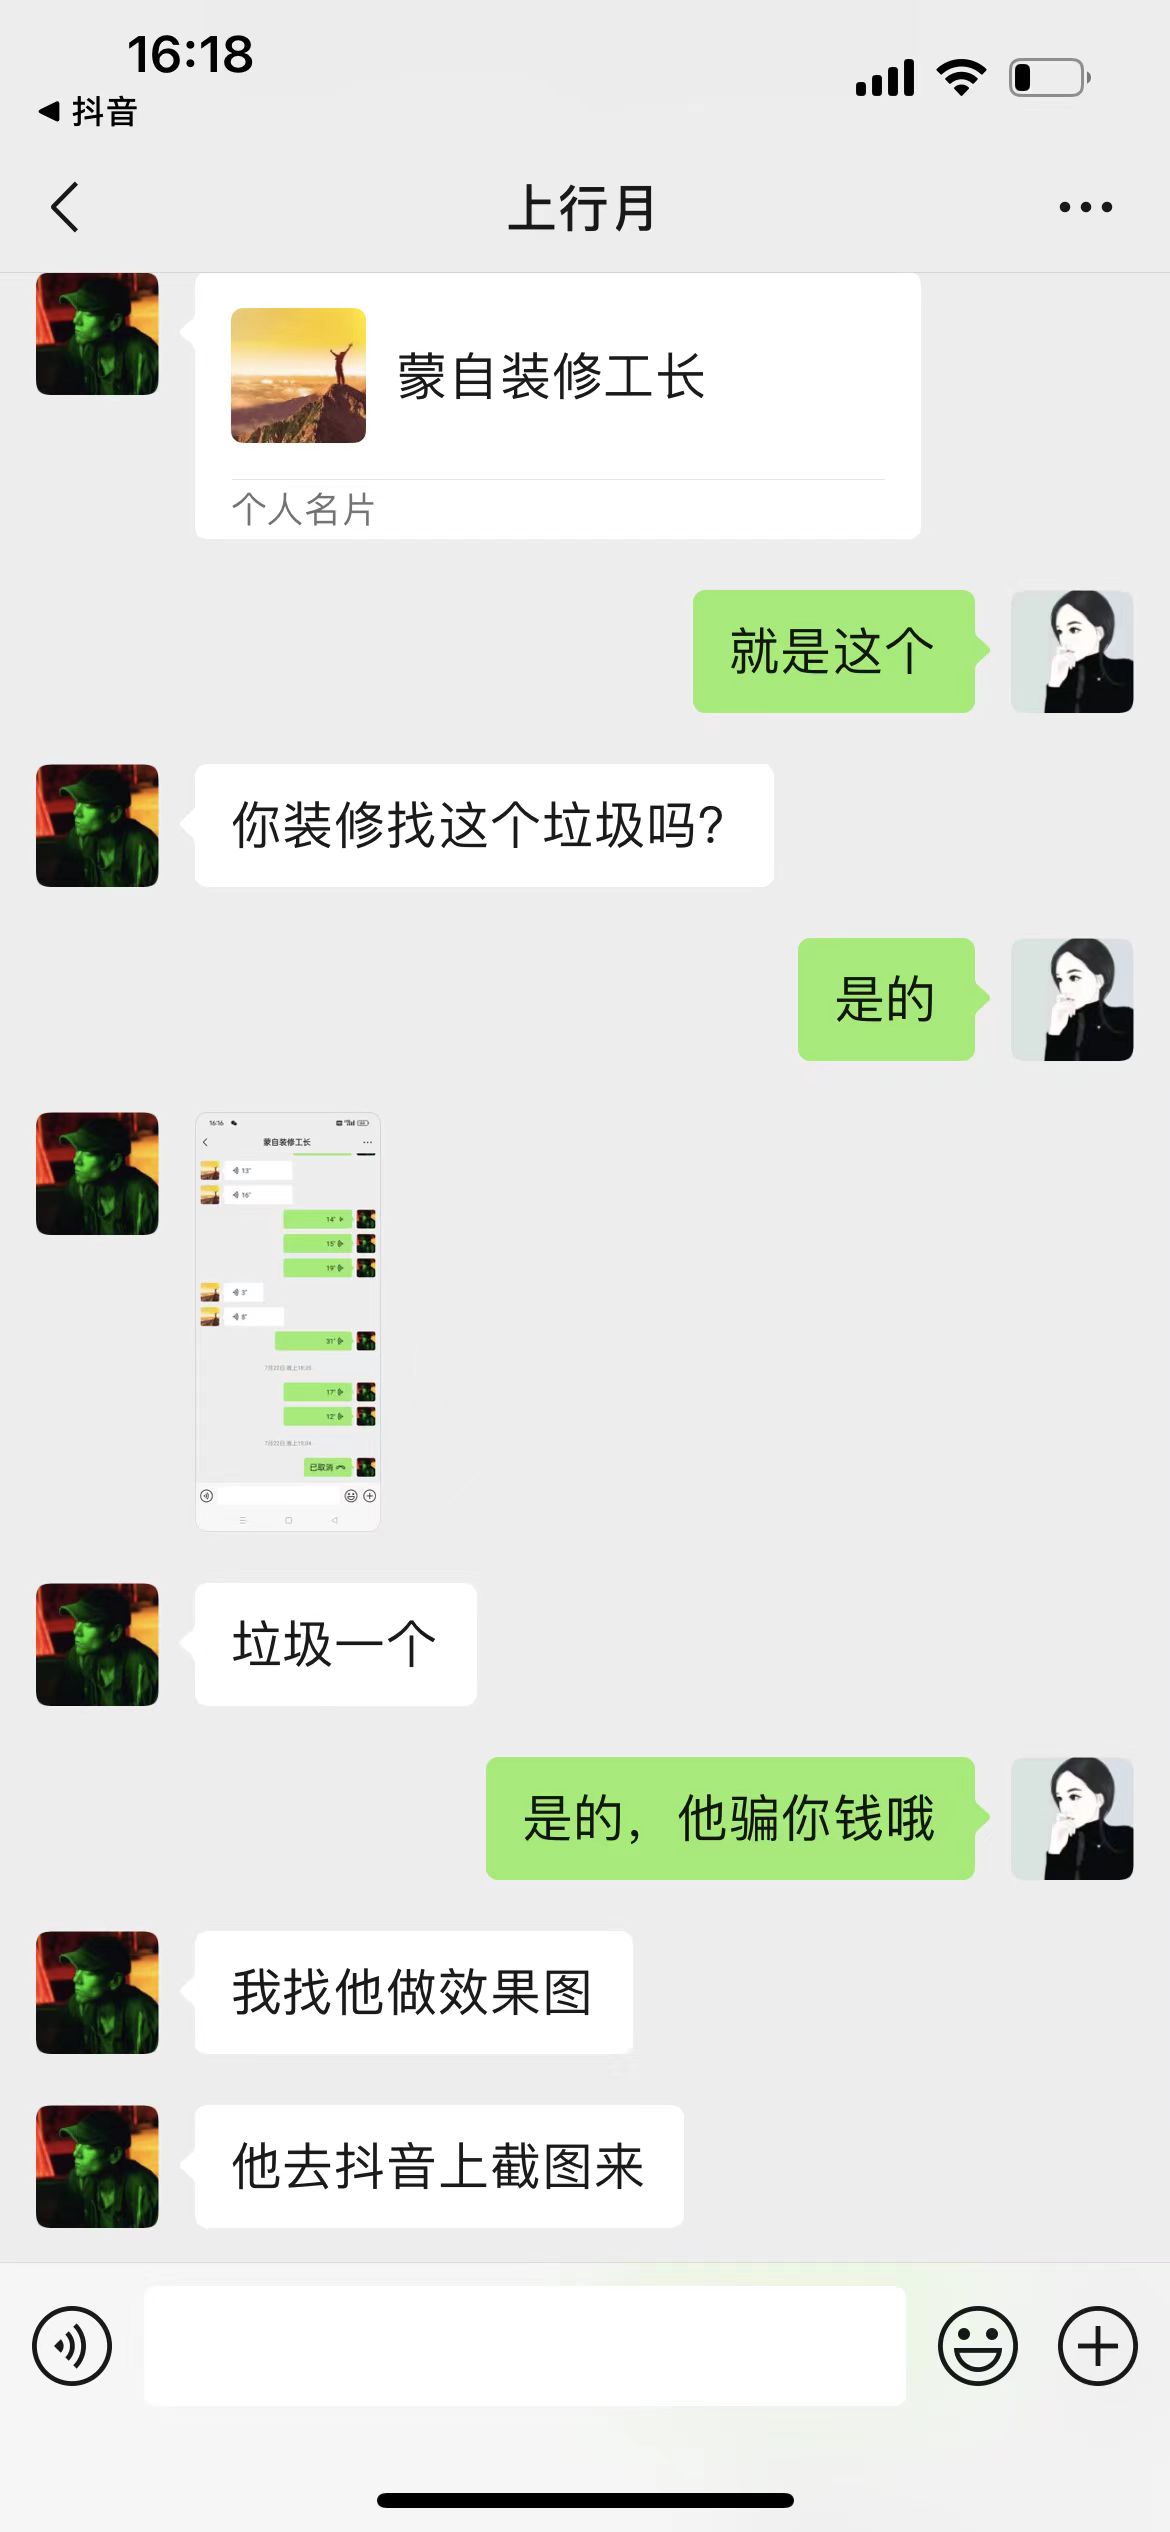 16:18
抖音
上行月
蒙自装修工长
个人名片
就是这个
你装修找这个垃圾吗？
是的
16:16
蒙自装修工长
13"
16"
14"
15"
19"
3"
8"
31"
17"
12"
已取消
垃圾一个
是的，他骗你钱哦
我找他做效果图
他去抖音上截图来